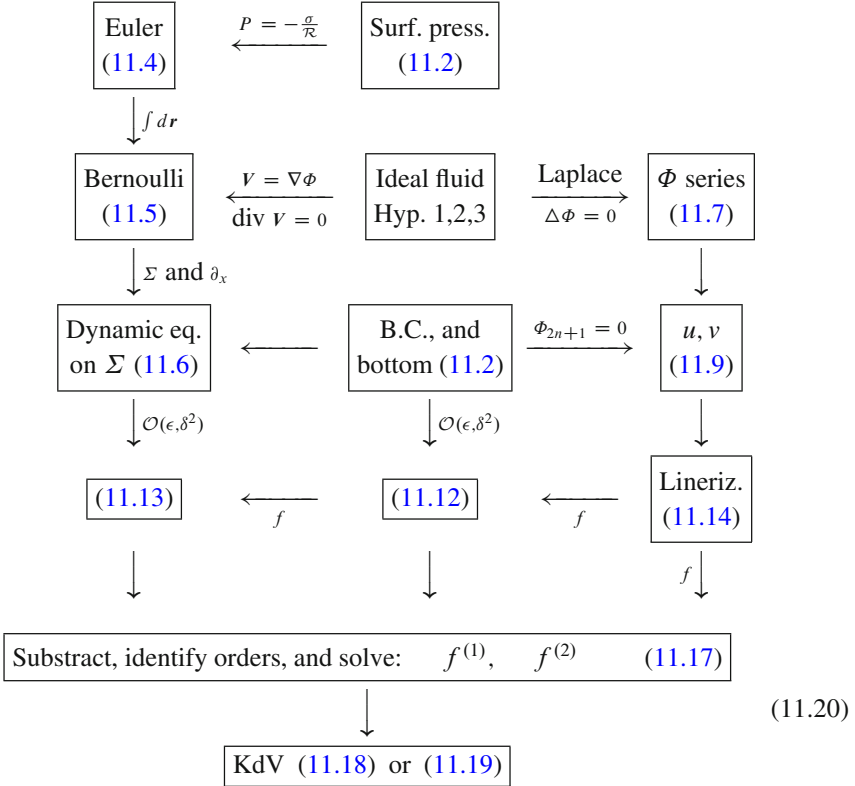 Euler
(11.4)
P = −σ/R
Surf. press.
(11.2)
∫ dr
Bernoulli
(11.5)
V = ∇Φ
div V = 0
Ideal fluid
Hyp. 1,2,3
Laplace
△Φ = 0
Φ series
(11.7)
Σ and ∂x
Dynamic eq.
on Σ (11.6)
B.C., and
bottom (11.2)
Φ2n+1 = 0
u, v
(11.9)
O(ϵ,δ²)
O(ϵ,δ²)
(11.13)
f
(11.12)
f
Lineriz.
(11.14)
f
Substract, identify orders, and solve: f⁽¹⁾, f⁽²⁾ (11.17)
(11.20)
KdV (11.18) or (11.19)